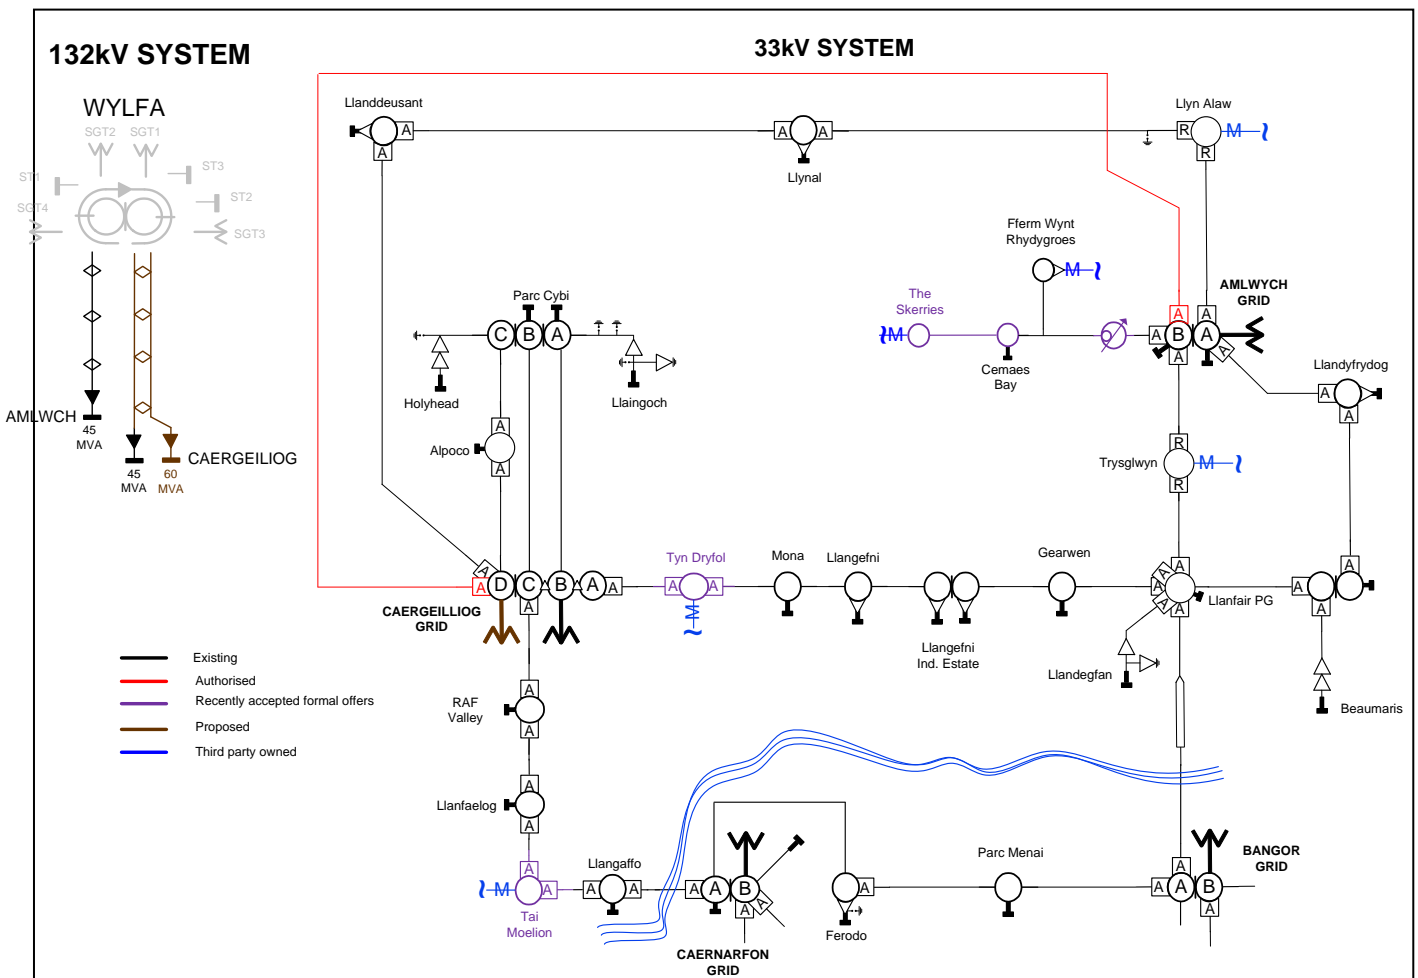 132kV SYSTEM
33kV SYSTEM
WYLFA
SGT2 SGT1
ST3
ST1
ST2
SGT4
SGT3
AMLWCH
45
MVA
CAERGEILIOG
45
MVA
60
MVA
Llanddeusant
A
A
A A
Llynal
Llyn Alaw
R
R
M
Fferm Wynt
Rhydygroes
M
The
Skerries
M
Cemaes
Bay
AMLWYCH
GRID
A A
A B A
A A
Parc Cybi
C B A
Holyhead
Llaingoch
A
Alpoco
A
Llandyfrydog
A
A
R
Trysglwyn
M
R
A
A D C B A A
A
CAERGEILLIOG
GRID
Tyn Dryfol
A A
M
Mona
Llangefni
Llangefni
Ind. Estate
Gearwen
A
A
A
A
A
Llanfair PG
Llandegfan
A A
A
Beaumaris
Existing
Authorised
Recently accepted formal offers
Proposed
Third party owned
A
RAF
Valley
A
A
Llanfaelog
A
A
M A
Tai
Moelion
Llangaffo
A A
A A B
A A
CAERNARFON
GRID
A
Ferodo
Parc Menai
A
A A B
A
BANGOR
GRID